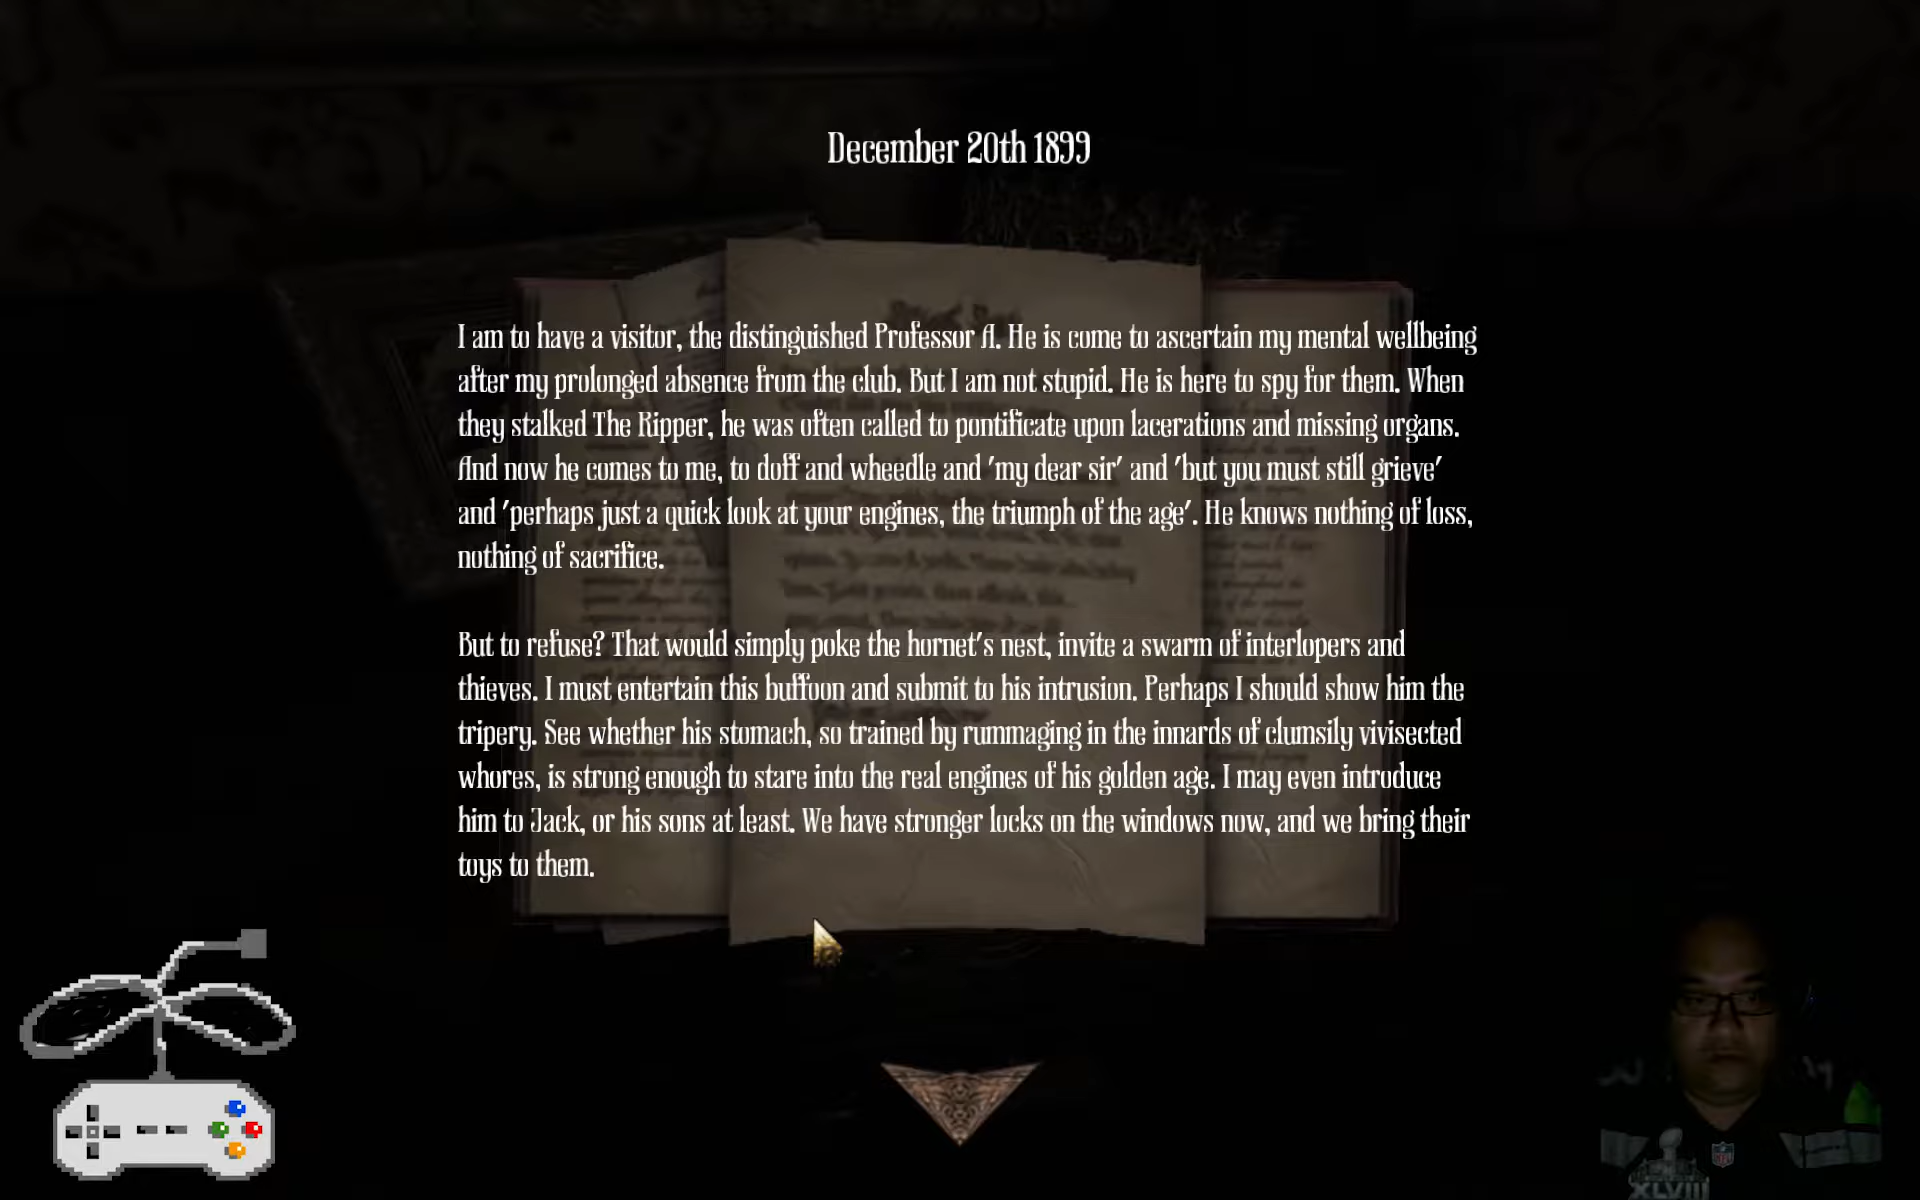 December 20th 1899
I am to have a visitor, the distinguished Professor A. He is come to ascertain my mental wellbeing
after my prolonged absence from the club. But I am not stupid. He is here to spy for them. When
they stalked The Ripper, he was often called to pontificate upon lacerations and missing organs.
And now he comes to me, to doff and wheedle and 'my dear sir' and 'but you must still grieve'
and 'perhaps just a quick look at your engines, the triumph of the age'. He knows nothing of loss,
nothing of sacrifice.
But to refuse? That would simply poke the hornet's nest, invite a swarm of interlopers and
thieves. I must entertain this buffoon and submit to his intrusion. Perhaps I should show him the
tripery. See whether his stomach, so trained by rummaging in the innards of clumsily vivisected
whores, is strong enough to stare into the real engines of his golden age. I may even introduce
him to Jack, or his sons at least. We have stronger locks on the windows now, and we bring their
toys to them.
NFL
XLVIII